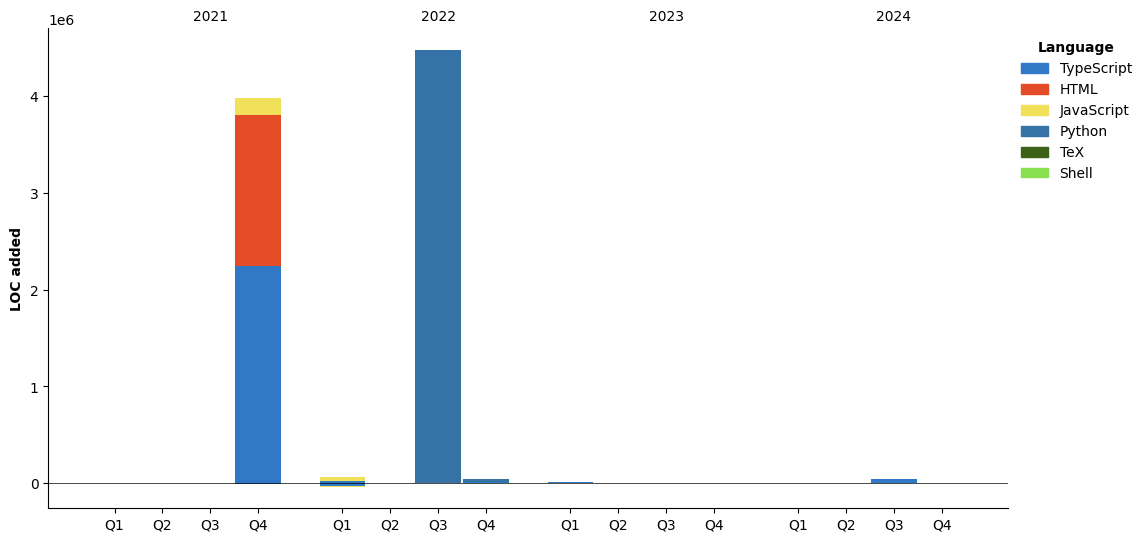 2021 2022 2023 2024
1e6
Language
TypeScript
HTML
JavaScript
Python
TeX
Shell
LOC added
4
3
2
1
0
Q1 Q2 Q3 Q4 Q1 Q2 Q3 Q4 Q1 Q2 Q3 Q4 Q1 Q2 Q3 Q4